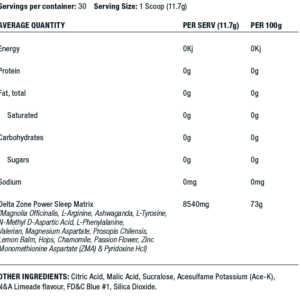 Servings per container: 30 Serving Size: 1 Scoop (11.7g)
AVERAGE QUANTITY PER SERV (11.7g) PER 100g
Energy 0Kj 0Kj
Protein 0g 0g
Fat, total 0g 0g
Saturated 0g 0g
Carbohydrates 0g 0g
Sugars 0g 0g
Sodium 0mg 0mg
Delta Zone Power Sleep Matrix 8540mg 73g
(Magnolia Officinalis, L-Arginine, Ashwaganda, L-Tyrosine,
N-Methyl D-Aspartic Acid, L-Phenylalanine,
Valerian, Magnesium Aspartate, Prosopis Chilensis,
Lemon Balm, Hops, Chamomile, Passion Flower, Zinc
Monomethionine Aspartate (ZMA) & Pyridoxine Hcl)
OTHER INGREDIENTS: Citric Acid, Malic Acid, Sucralose, Acesulfame Potassium (Ace-K),
N&A Limeade flavour, FD&C Blue #1, Silica Dioxide.